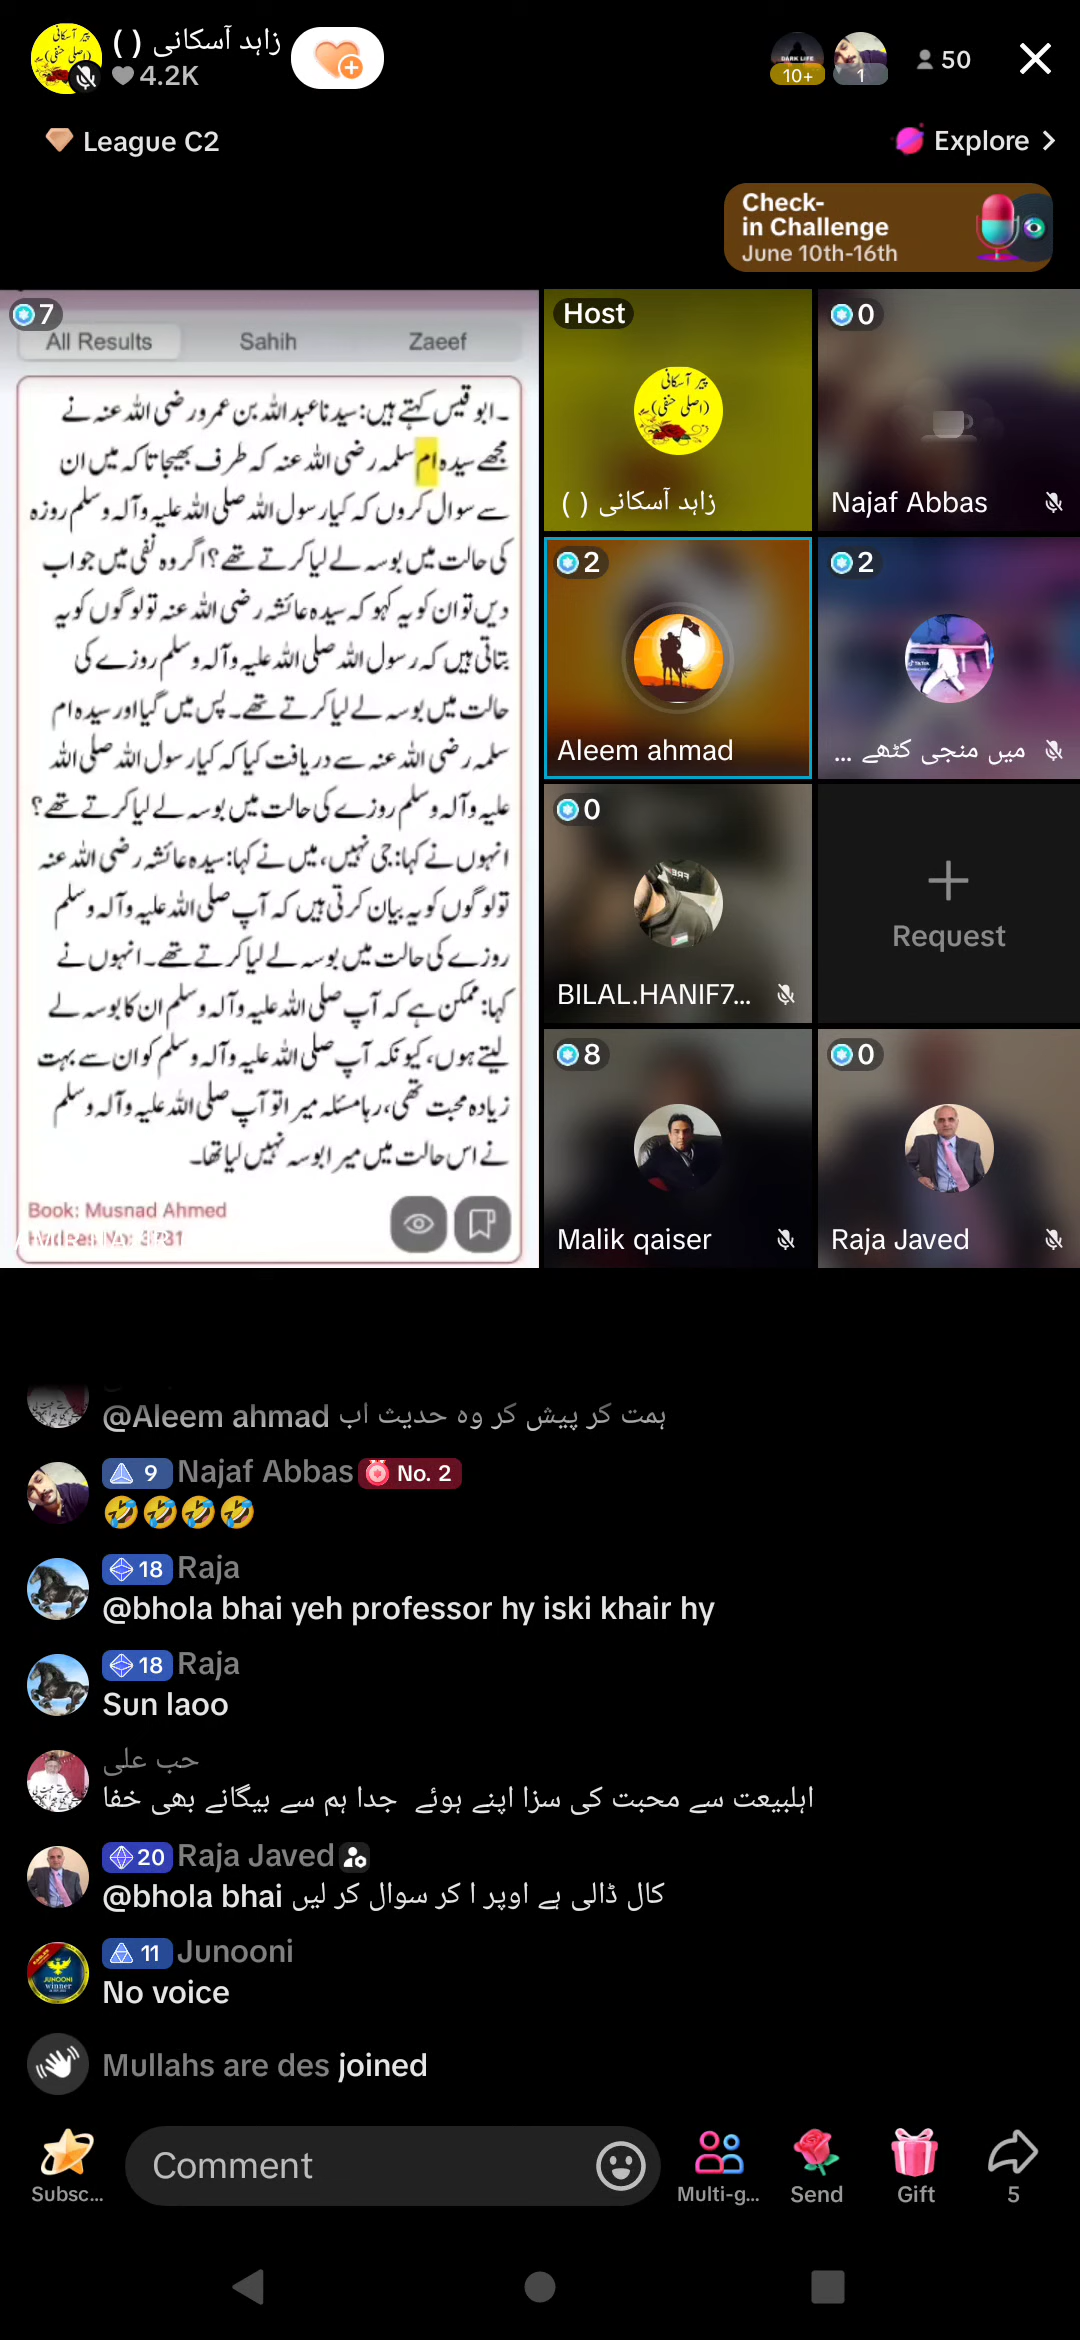 زاہد آسکانی ( )
4.2K
10+
1
50
League C2
Explore
Check-
in Challenge
June 10th-16th
7
All Results
Sahih
Zaeef
۔ ابو قیس کہتے ہیں: سیدنا عبد اللہ بن عمرو رضی اللہ عنہ نے
مجھے سیدہ ام سلمہ رضی اللہ عنہ کہ طرف بھیجا تاکہ میں ان
سے سوال کروں کہ کیا رسول اللہ صلی اللہ علیہ وآلہ وسلم روزہ
کی حالت میں بوسہ لے لیا کرتے تھے؟ اگر وہ نفی میں جواب
دیں تو ان کو یہ کہو کہ سیدہ عائشہ رضی اللہ عنہ تو لوگوں کو یہ
بتاتی ہیں کہ رسول اللہ صلی اللہ علیہ وآلہ وسلم روزے کی
حالت میں بوسہ لے لیا کرتے تھے۔ پس میں گیا اور سیدہ ام
سلمہ رضی اللہ عنہ سے دریافت کیا کہ کیا رسول اللہ صلی اللہ
علیہ وآلہ وسلم روزے کی حالت میں بوسہ لے لیا کرتے تھے؟
انہوں نے کہا: جی نہیں، میں نے کہا: سیدہ عائشہ رضی اللہ عنہ
تو لوگوں کو یہ بیان کرتی ہیں کہ آپ صلی اللہ علیہ وآلہ وسلم
روزے کی حالت میں بوسہ لے لیا کرتے تھے۔ انہوں نے
کہا: ممکن ہے کہ آپ صلی اللہ علیہ وآلہ وسلم ان کا بوسہ لے
لیتے ہوں، کیونکہ آپ صلی اللہ علیہ وآلہ وسلم کو ان سے بہت
زیادہ محبت تھی، رہا مسئلہ میرا تو آپ صلی اللہ علیہ وآلہ وسلم
نے اس حالت میں میرا بوسہ نہیں لیا تھا۔
Book: Musnad Ahmed
Host
پیر آسکانی
(اصلی حنفی)
زاہد آسکانی ( )
0
Najaf Abbas
2
Aleem ahmad
2
میں منجی کٹھے ...
0
BILAL.HANIF7...
Request
8
Malik qaiser
0
Raja Javed
@Aleem ahmad ہمت کر پیش کر وہ حدیث اب
9 Najaf Abbas No. 2
🤣🤣🤣🤣
18 Raja
@bhola bhai yeh professor hy iski khair hy
18 Raja
Sun laoo
حب علی
اہلبیعت سے محبت کی سزا اپنے ہوئے جدا ہم سے بیگانے بھی خفا
20 Raja Javed
@bhola bhai کال ڈالی ہے اوپر ا کر سوال کر لیں
11 Junooni
No voice
Mullahs are des joined
Comment
Subsc...
Multi-g...
Send
Gift
5